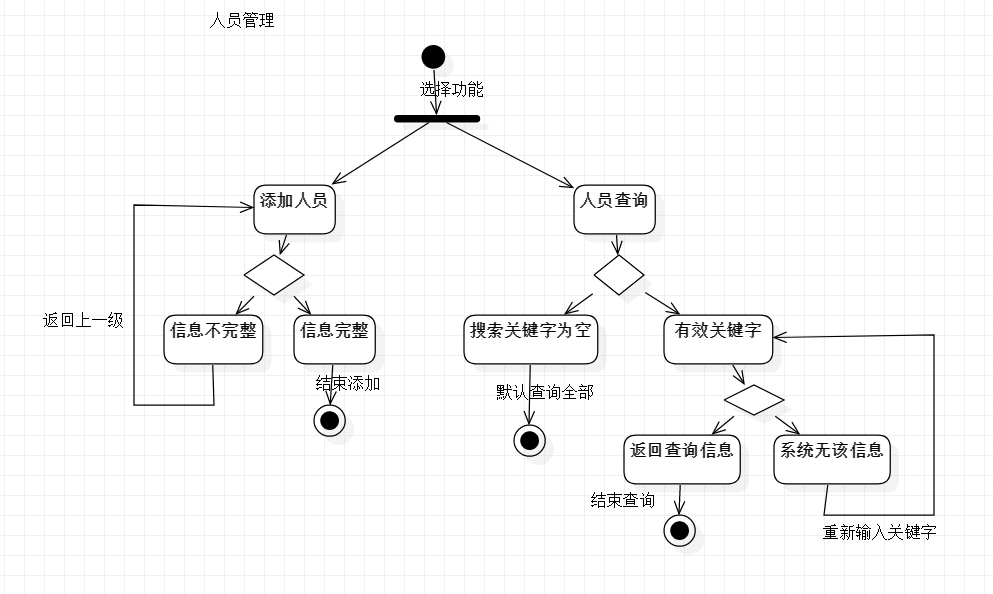 人员管理
选择功能
添加人员
人员查询
返回上一级
信息不完整
信息完整
搜索关键字为空
有效关键字
结束添加
默认查询全部
返回查询信息
系统无该信息
结束查询
重新输入关键字